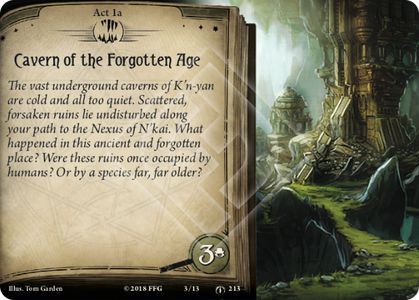 Act 1a
Cavern of the Forgotten Age
The vast underground caverns of K'n-yan
are cold and all too quiet. Scattered,
forsaken ruins lie undisturbed along
your path to the Nexus of N'kai. What
happened in this ancient and forgotten
place? Were these ruins once occupied by
humans? Or by a species far, far older?
3
Illus. Tom Garden © 2018 FFG 3/13 213